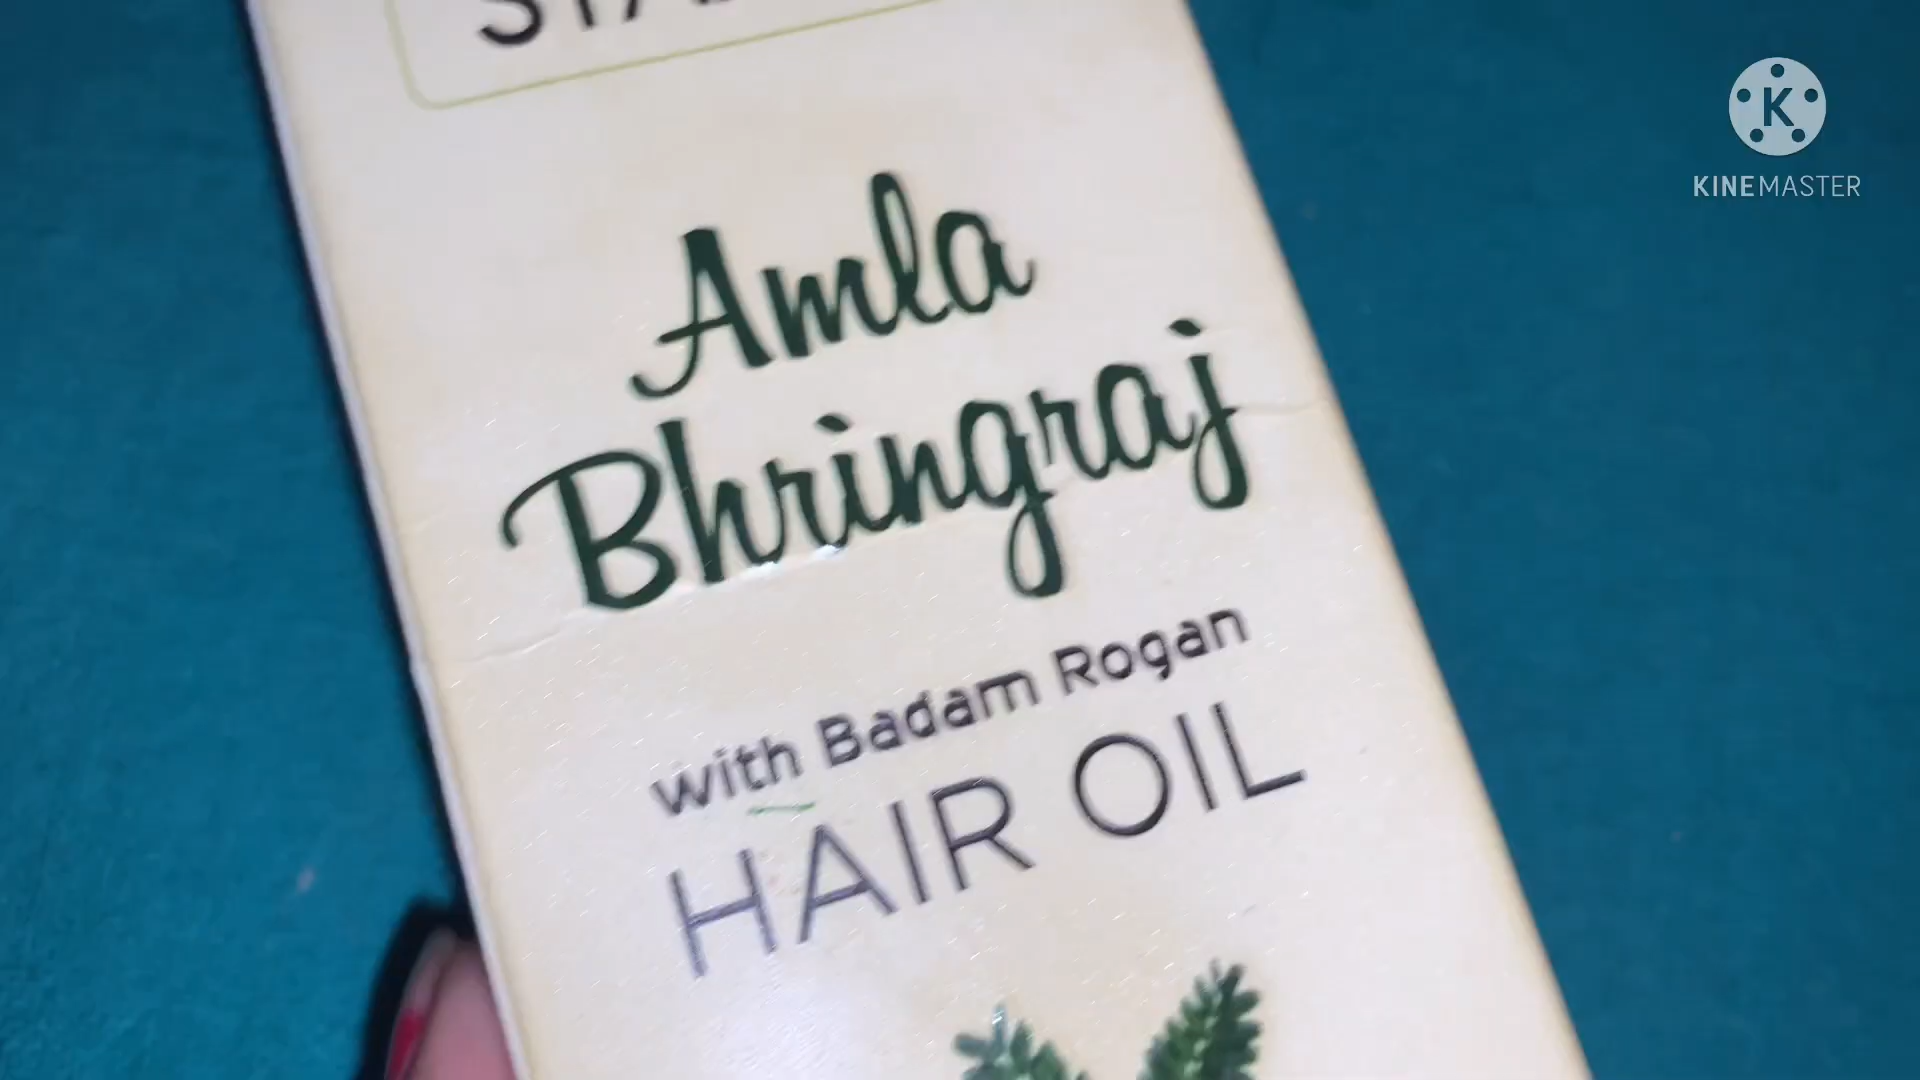 Amla
Bhringraj
with Badam Rogan
HAIR OIL
K
KINEMASTER